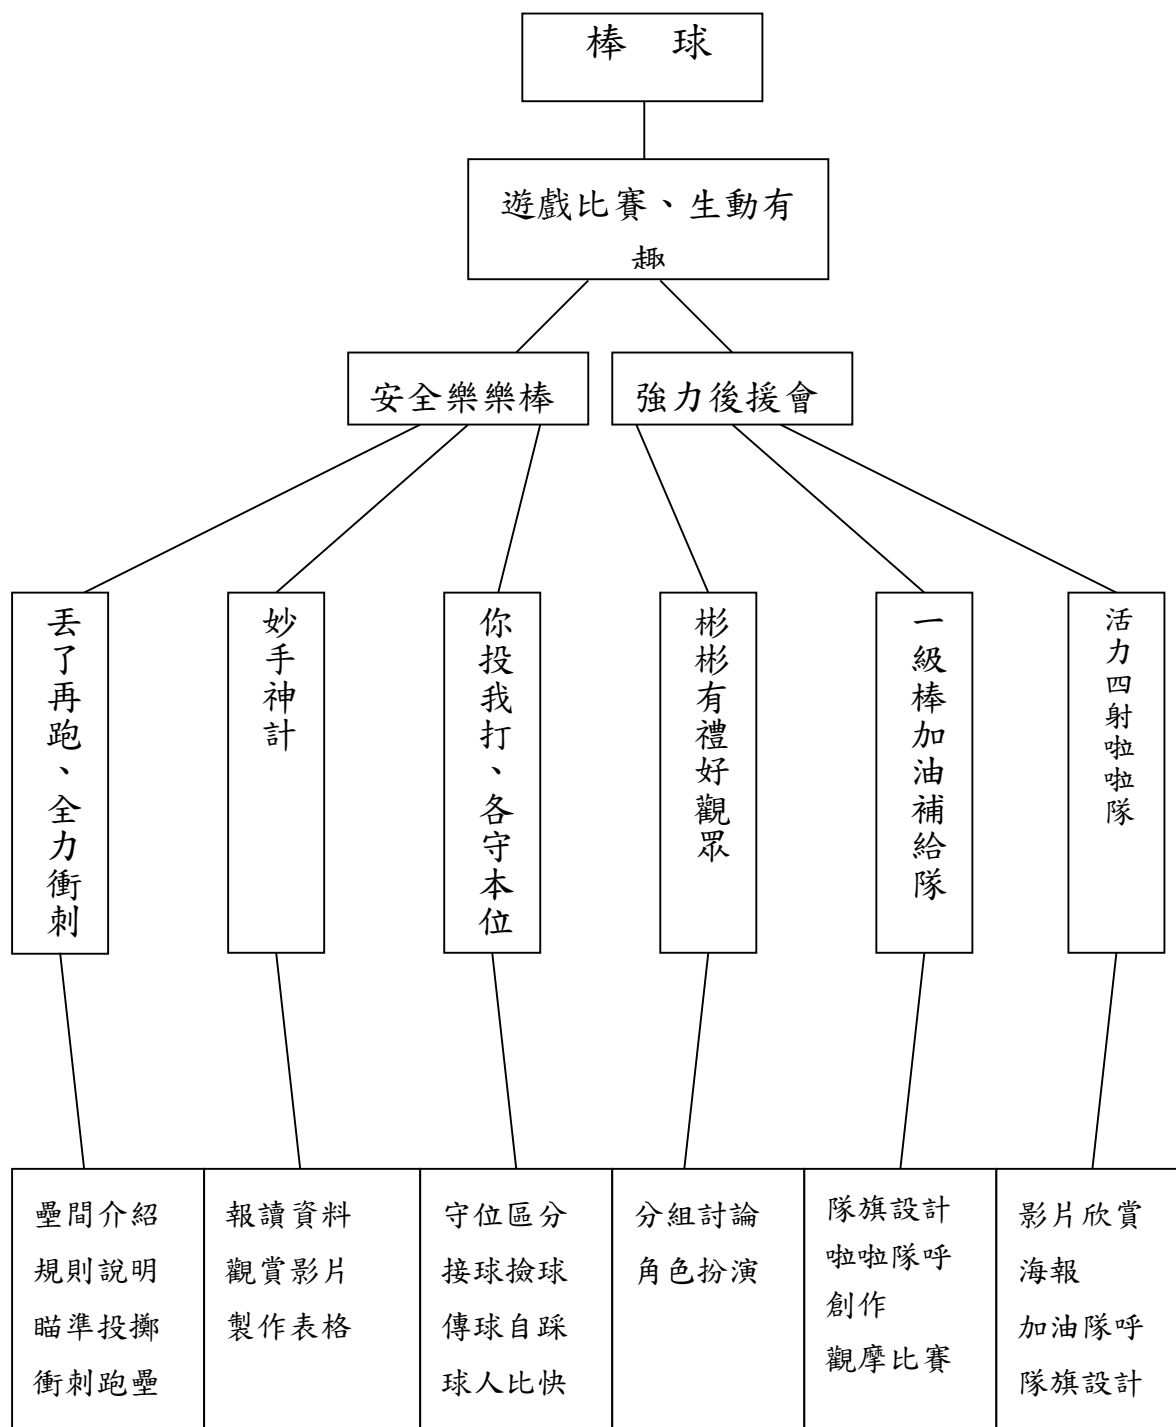 棒　球
遊戲比賽、生動有
趣
安全樂樂棒
強力後援會
丟了再跑、全力衝刺
妙手神計
你投我打、各守本位
彬彬有禮好觀眾
一級棒加油補給隊
活力四射啦啦隊
壘間介紹
規則說明
瞄準投擲
衝刺跑壘
報讀資料
觀賞影片
製作表格
守位區分
接球撿球
傳球自踩
球人比快
分組討論
角色扮演
隊旗設計
啦啦隊呼
創作
觀摩比賽
影片欣賞
海報
加油隊呼
隊旗設計